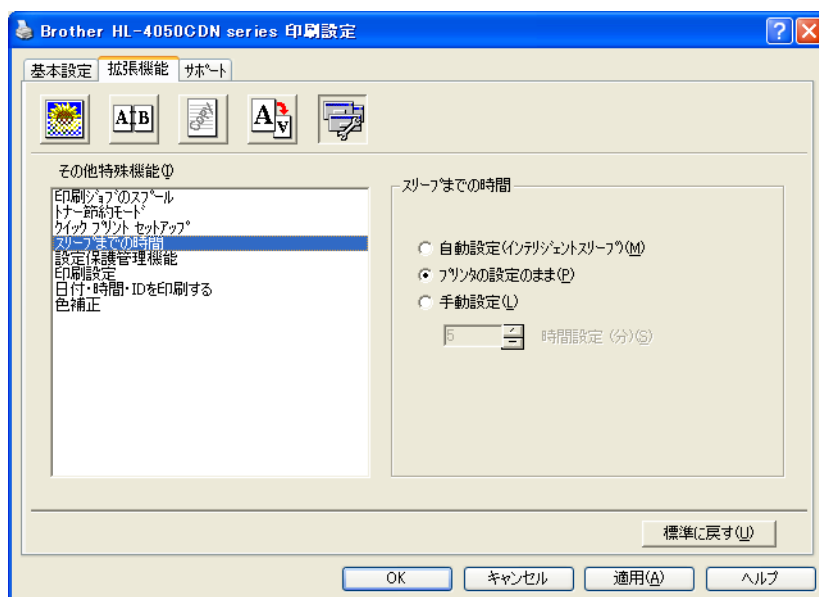 Brother HL-4050CDN series 印刷設定
基本設定 拡張機能 ｻﾎﾟｰﾄ
A B
Copy
A A
その他特殊機能(I)
印刷ｼﾞｮﾌﾞのスプール
トナー節約モード
クイック プリント セットアップ
スリープまでの時間
設定保護管理機能
印刷設定
日付・時間・IDを印刷する
色補正
スリープまでの時間
自動設定(インテリジェントスリープ)(M)
プリンタの設定のまま(P)
手動設定(L)
5 時間設定 (分)(S)
標準に戻す(U)
OK キャンセル 適用(A) ヘルプ